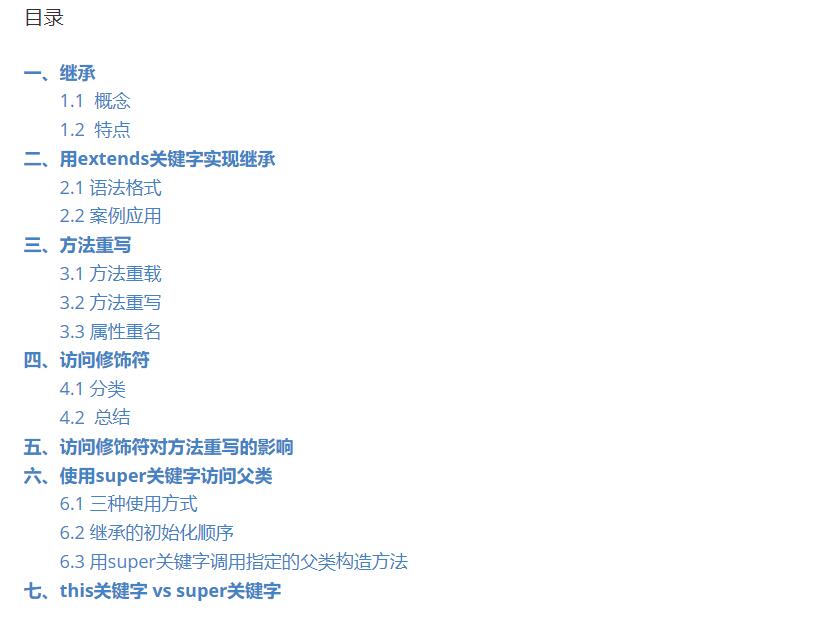 目录
一、继承
1.1 概念
1.2 特点
二、用extends关键字实现继承
2.1 语法格式
2.2 案例应用
三、方法重写
3.1 方法重载
3.2 方法重写
3.3 属性重名
四、访问修饰符
4.1 分类
4.2 总结
五、访问修饰符对方法重写的影响
六、使用super关键字访问父类
6.1 三种使用方式
6.2 继承的初始化顺序
6.3 用super关键字调用指定的父类构造方法
七、this关键字 vs super关键字